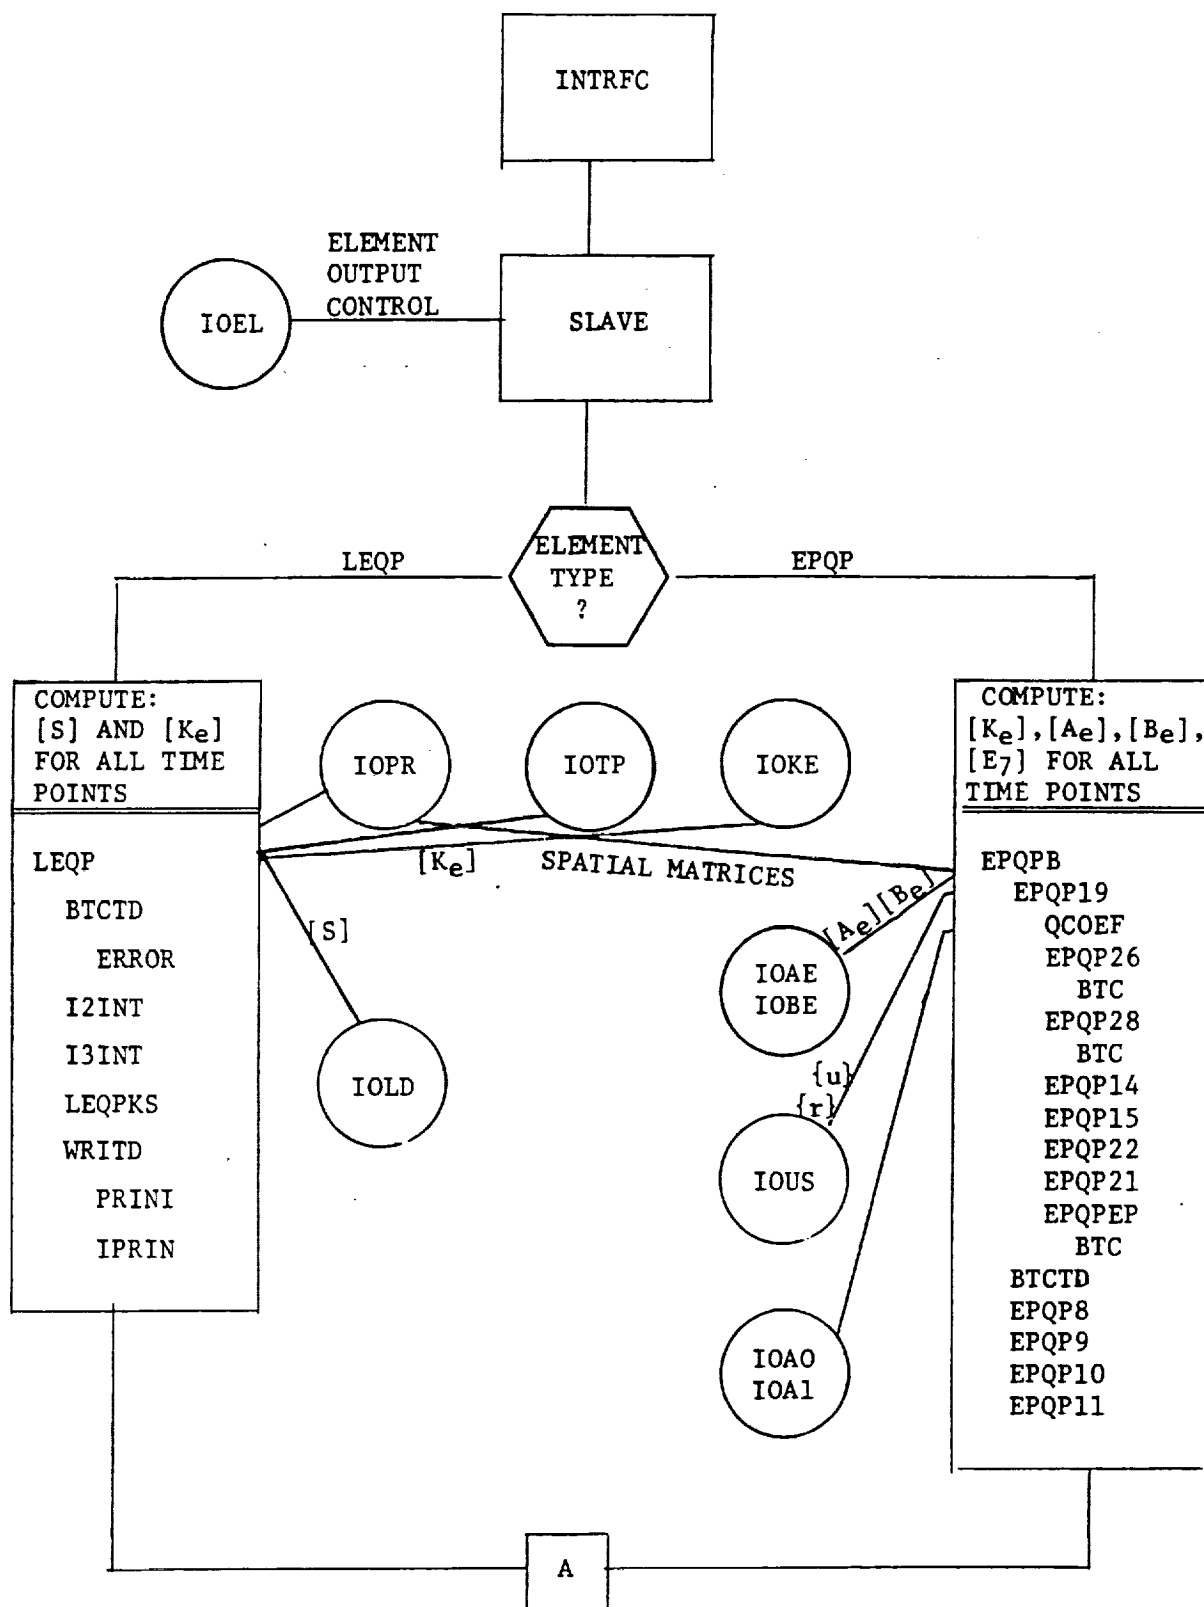 INTRFC
ELEMENT
OUTPUT
CONTROL
IOEL
SLAVE
ELEMENT
TYPE
?
LEQP
EPQP
COMPUTE:
[S] AND [Ke]
FOR ALL TIME
POINTS
LEQP
BTCTD
ERROR
I2INT
I3INT
LEQPKS
WRITD
PRINI
IPRIN
IOPR
IOTP
IOKE
[Ke]
SPATIAL MATRICES
[S]
IOLD
[Ae][Be]
IOAE
IOBE
{u}
{r}
IOUS
IOAO
IOA1
COMPUTE:
[Ke],[Ae],[Be],
[E7] FOR ALL
TIME POINTS
EPQPB
EPQP19
QCOEF
EPQP26
BTC
EPQP28
BTC
EPQP14
EPQP15
EPQP22
EPQP21
EPQPEP
BTC
BTCTD
EPQP8
EPQP9
EPQP10
EPQP11
A